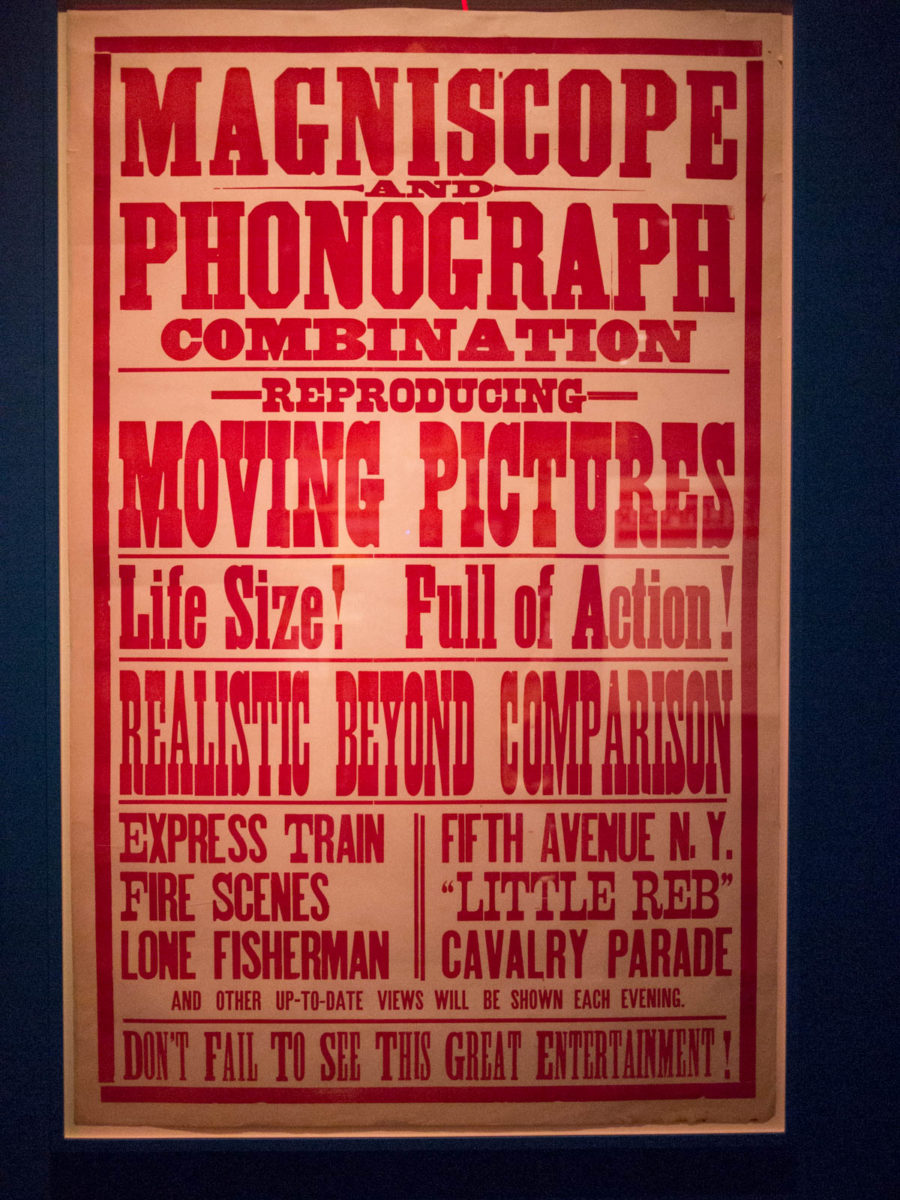 MAGNISCOPE
AND
PHONOGRAPH
COMBINATION
REPRODUCING
MOVING PICTURES
Life Size! Full of Action!
REALISTIC BEYOND COMPARISON
EXPRESS TRAIN
FIRE SCENES
LONE FISHERMAN
FIFTH AVENUE N. Y.
"LITTLE REB"
CAVALRY PARADE
AND OTHER UP-TO-DATE VIEWS WILL BE SHOWN EACH EVENING.
DON'T FAIL TO SEE THIS GREAT ENTERTAINMENT!